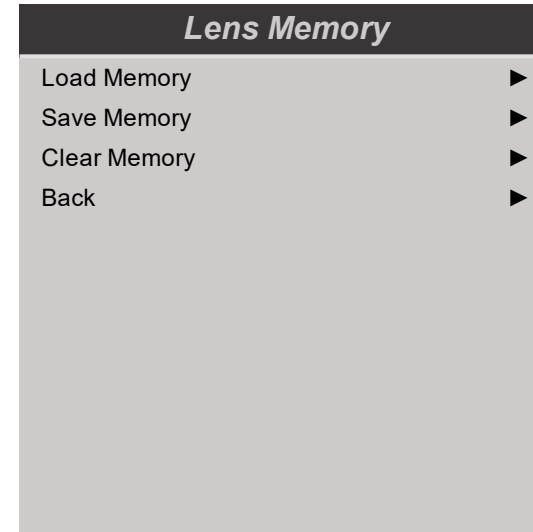 Lens Memory
Load Memory ►
Save Memory ►
Clear Memory ►
Back ►